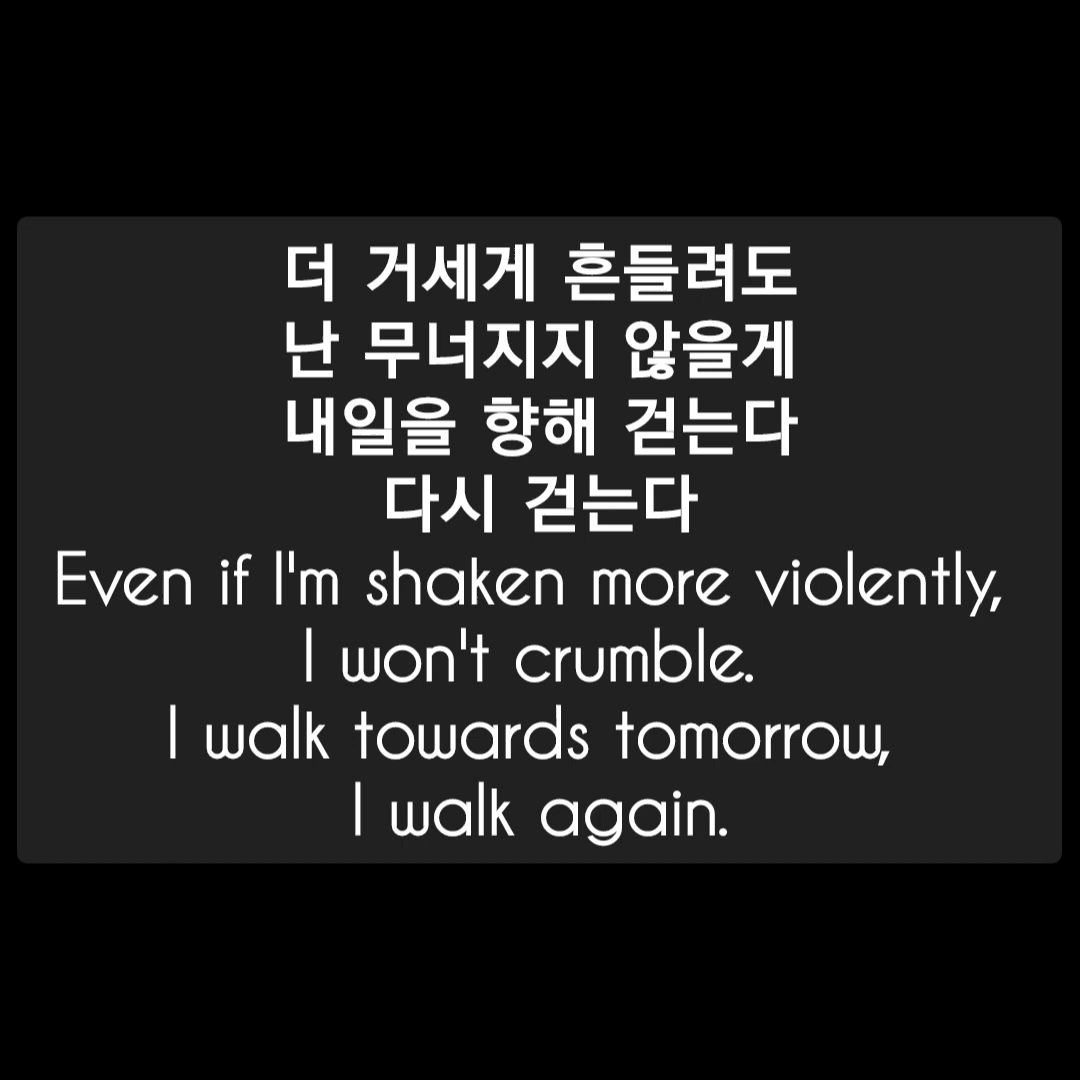 더 거세게 흔들려도
난 무너지지 않을게
내일을 향해 걷는다
다시 걷는다
Even if I'm shaken more violently,
I won't crumble.
I walk towards tomorrow,
I walk again.